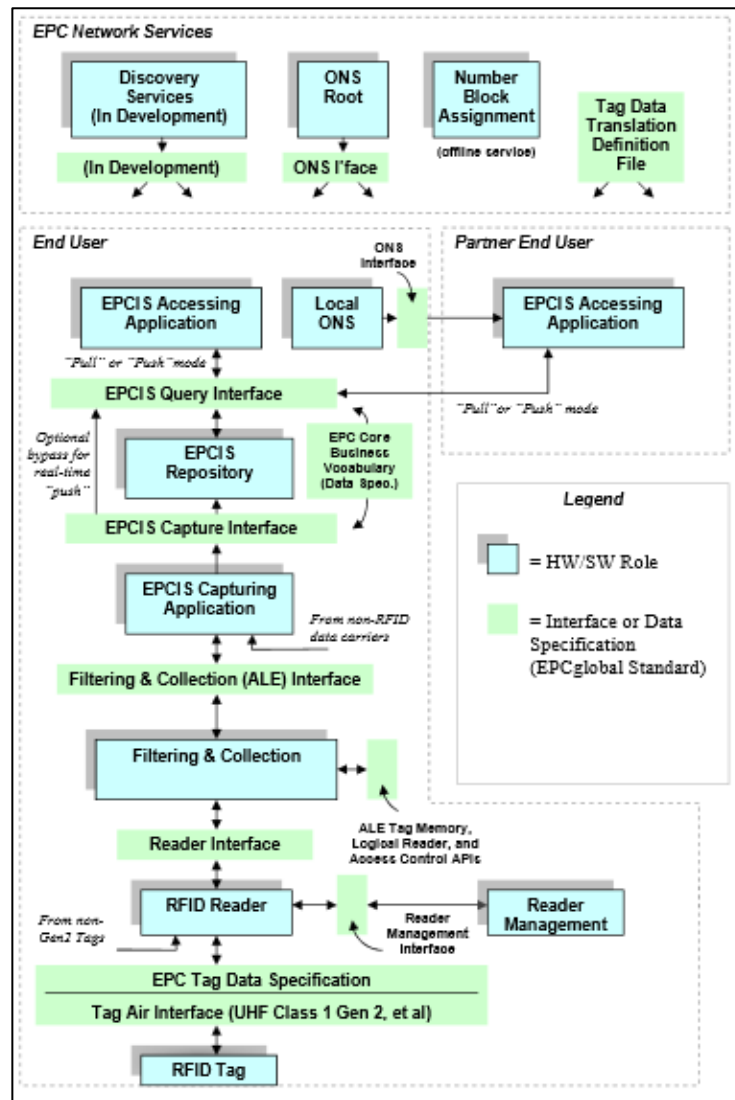 EPC Network Services
Discovery
Services
(In Development)
ONS
Root
Number
Block
Assignment
(offline service)
Tag Data
Translation
Definition
File
(In Development)
ONS I'face
End User
Partner End User
ONS
Interface
EPCIS Accessing
Application
Local
ONS
EPCIS Accessing
Application
"Pull" or "Push" mode
EPCIS Query Interface
"Pull" or "Push" mode
Optional
bypass for
real-time
"push"
EPCIS
Repository
EPC Core
Business
Vocabulary
(Data Spec.)
EPCIS Capture Interface
EPCIS Capturing
Application
From non-RFID
data carriers
Filtering & Collection (ALE) Interface
Filtering & Collection
ALE Tag Memory,
Logical Reader, and
Access Control APIs
Reader Interface
From non-
Gen2 Tags
RFID Reader
Reader
Management
Interface
Reader
Management
EPC Tag Data Specification
Tag Air Interface (UHF Class 1 Gen 2, et al)
RFID Tag
Legend
= HW/SW Role
= Interface or Data
Specification
(EPCglobal Standard)